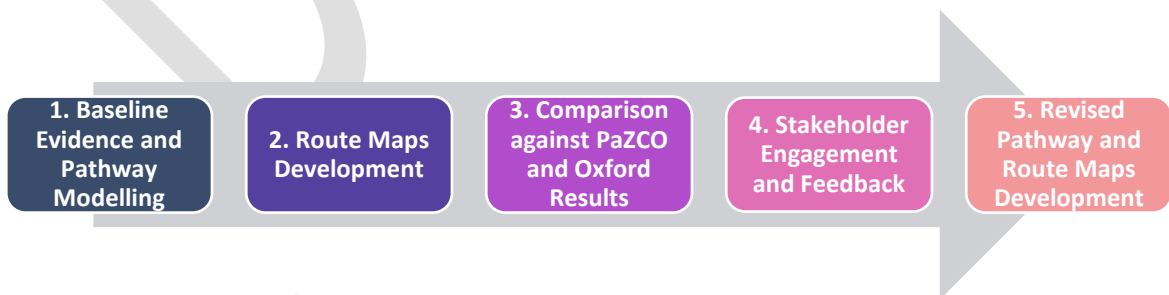 1. Baseline
Evidence and
Pathway
Modelling
2. Route Maps
Development
3. Comparison
against PaZCO
and Oxford
Results
4. Stakeholder
Engagement
and Feedback
5. Revised
Pathway and
Route Maps
Development